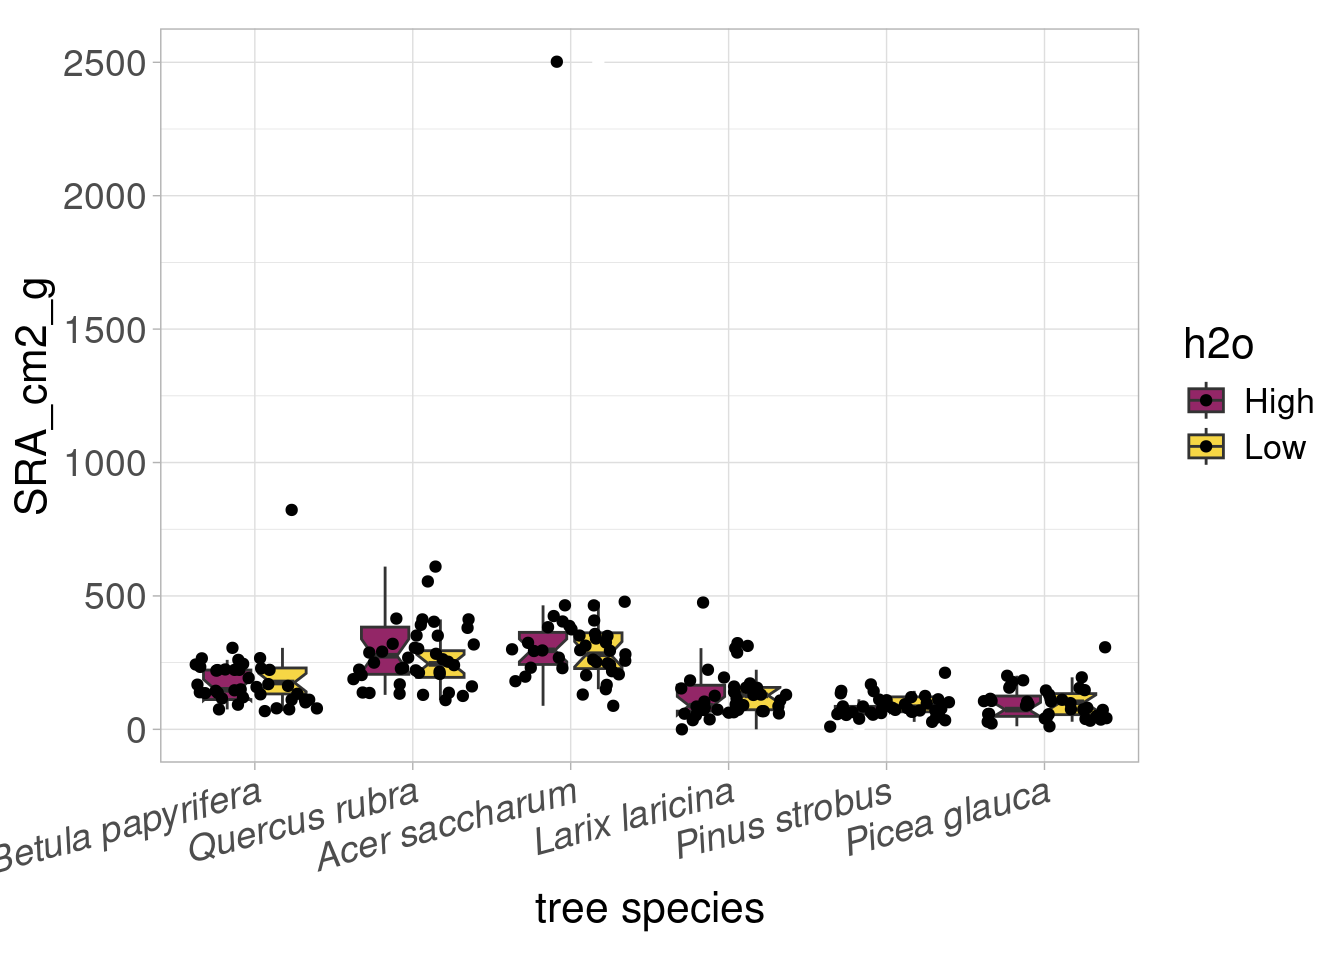 2500
2000
1500
1000
500
0
SRA_cm2_g
Betula papyrifera
Quercus rubra
Acer saccharum
Larix laricina
Pinus strobus
Picea glauca
tree species
h2o
High
Low